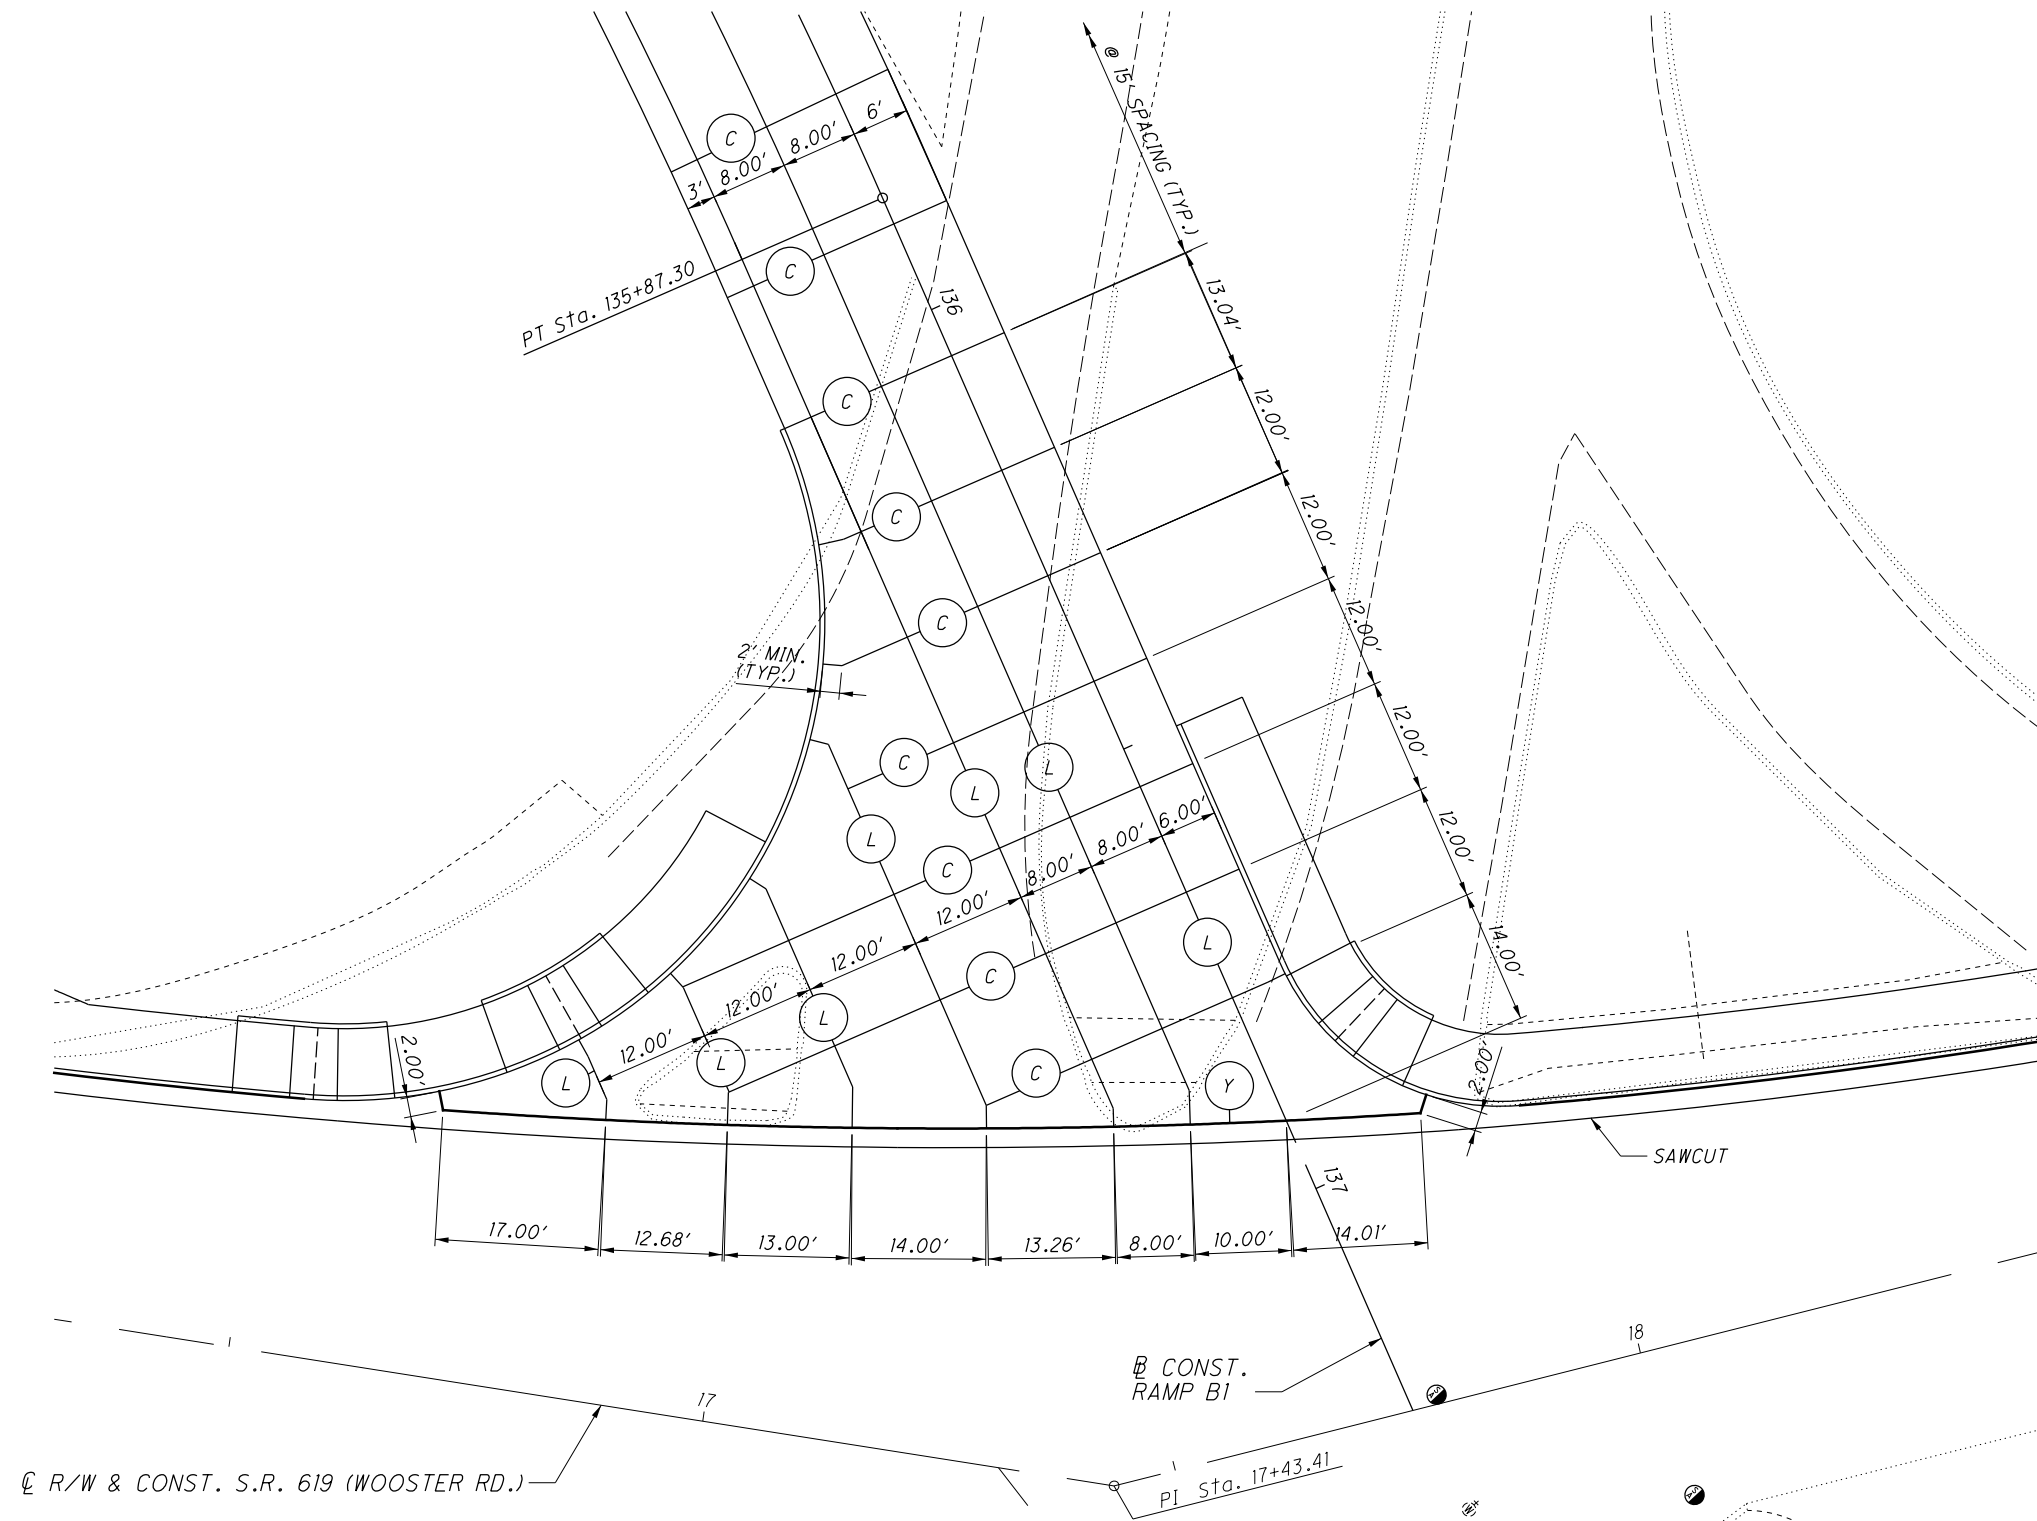 @ 15' SPACING (TYP.)
C
6'
8.00'
8.00'
3'
PT Sta. 135+87.30
C
136
13.04'
C
12.00'
C
12.00'
C
12.00'
2' MIN.
(TYP.)
12.00'
C
L
L
L
12.00'
6.00'
8.00'
8.00'
C
12.00'
12.00'
12.00'
12.00'
14.00'
L
C
L
L
L
C
Y
2.00'
2.00'
SAWCUT
137
17.00'
12.68'
13.00'
14.00'
13.26'
8.00'
10.00'
14.01'
18
BL CONST.
RAMP B1
17
CL R/W & CONST. S.R. 619 (WOOSTER RD.)
PI Sta. 17+43.41